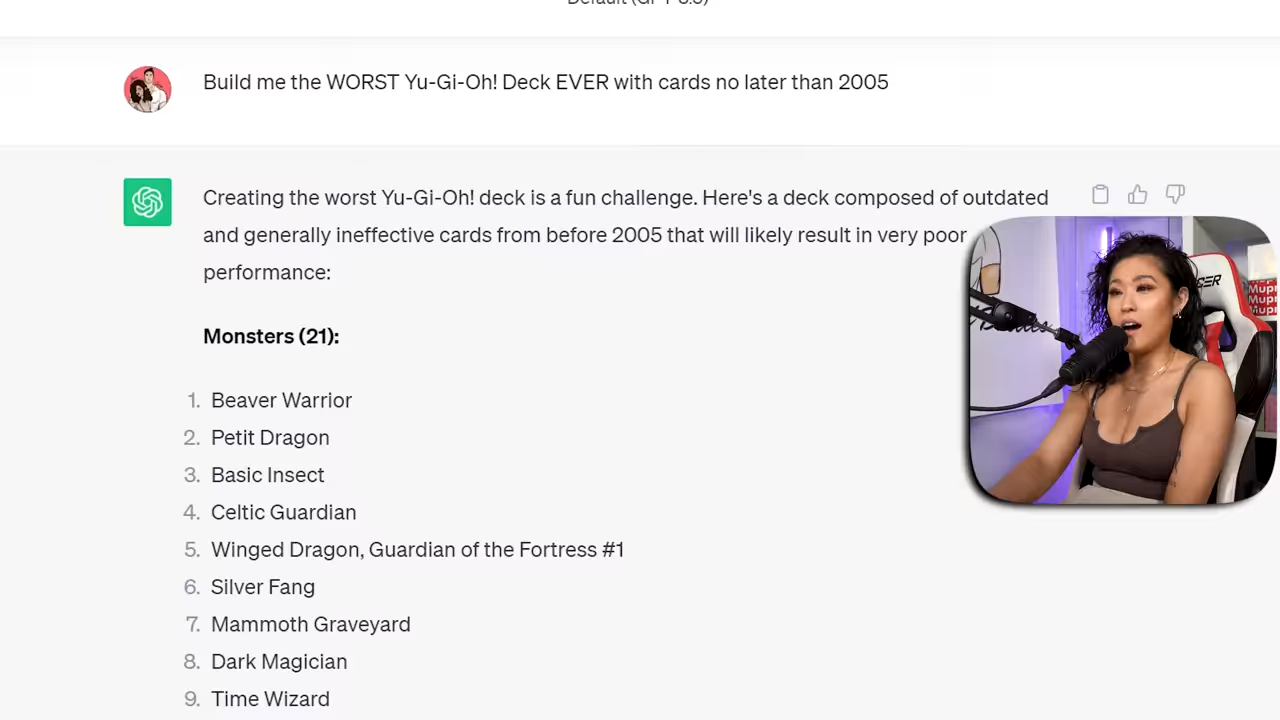 Build me the WORST Yu-Gi-Oh! Deck EVER with cards no later than 2005
Creating the worst Yu-Gi-Oh! deck is a fun challenge. Here's a deck composed of outdated
and generally ineffective cards from before 2005 that will likely result in very poor
performance:
Monsters (21):
1. Beaver Warrior
2. Petit Dragon
3. Basic Insect
4. Celtic Guardian
5. Winged Dragon, Guardian of the Fortress #1
6. Silver Fang
7. Mammoth Graveyard
8. Dark Magician
9. Time Wizard